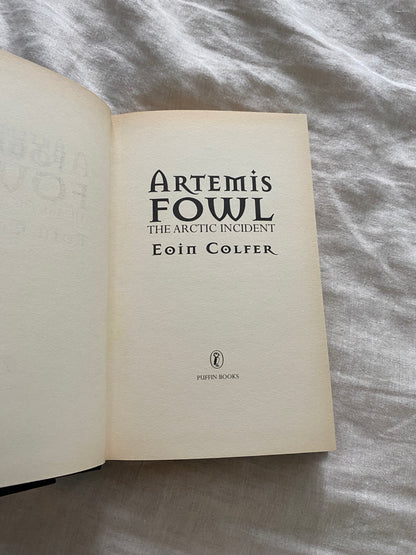 Artemis
FOWL
THE ARCTIC INCIDENT
Eoin Colfer
PUFFIN BOOKS